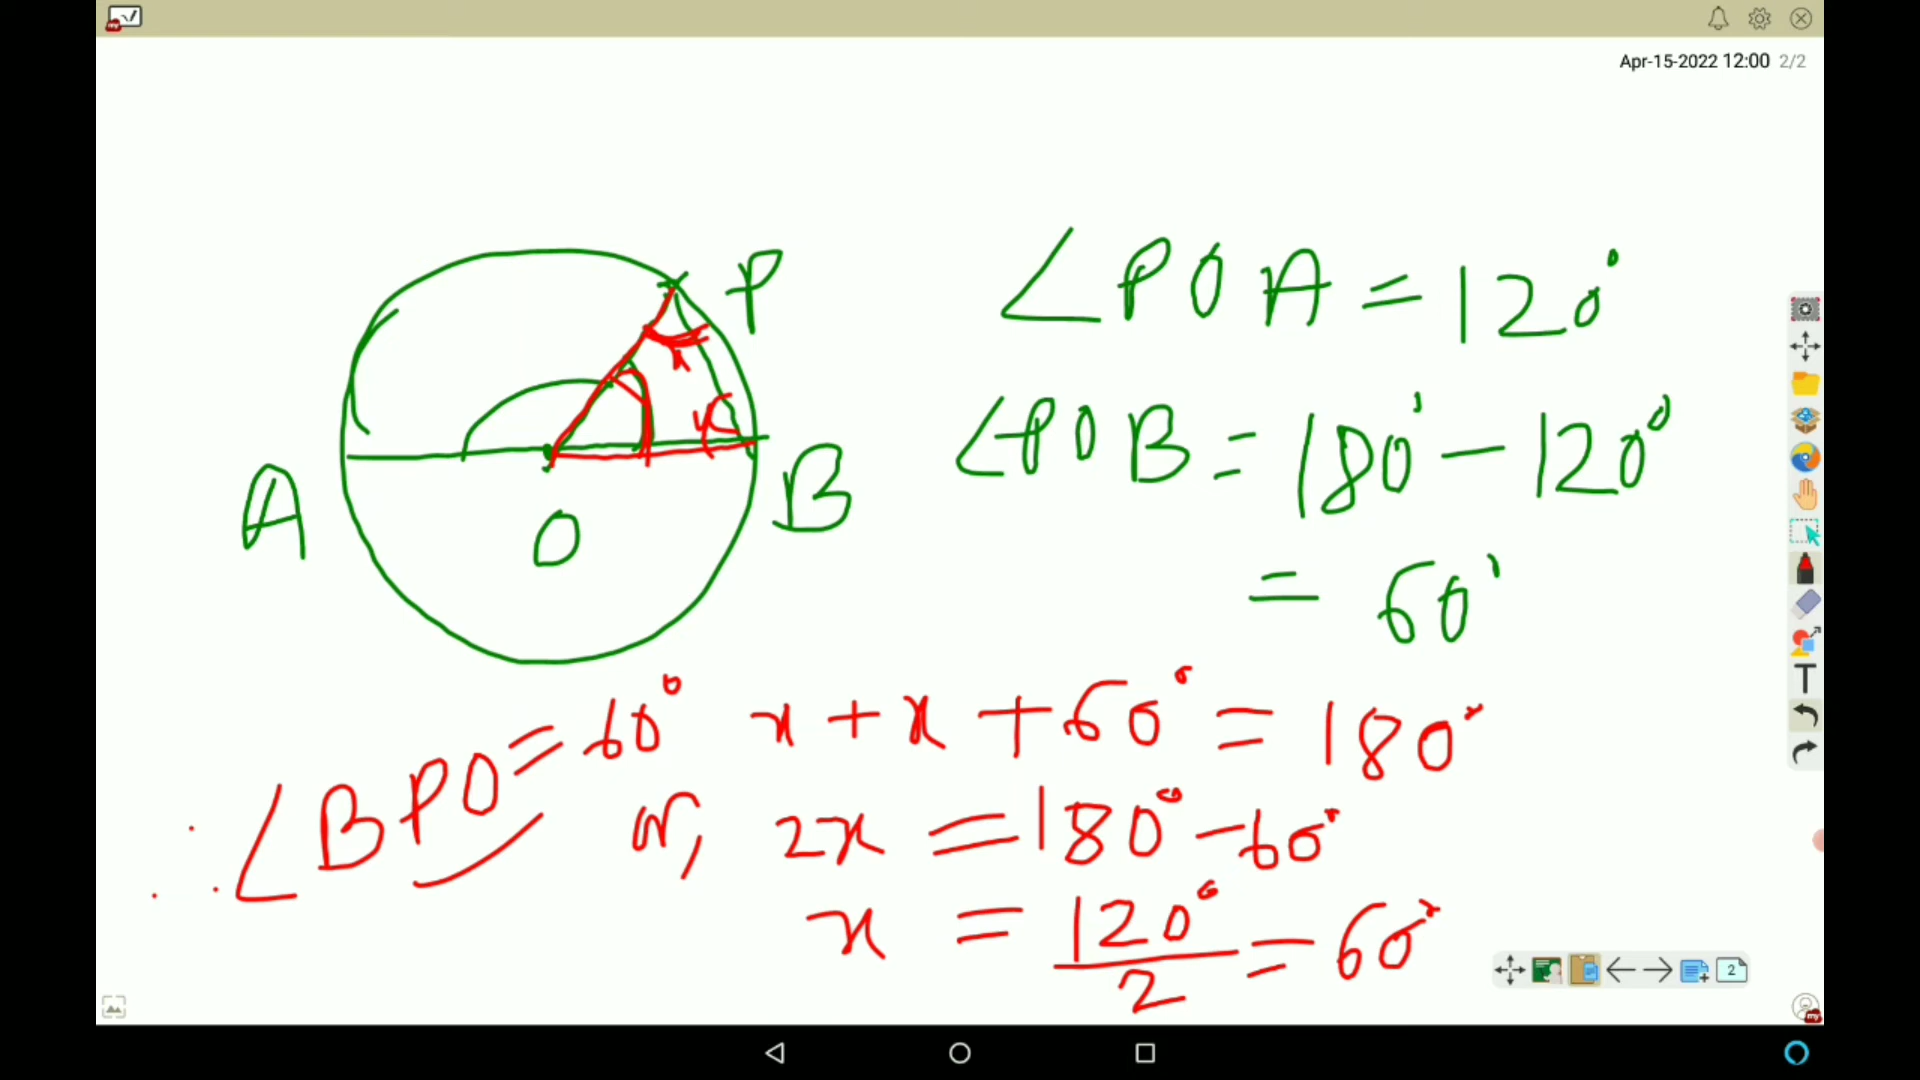 Apr-15-2022 12:00 2/2
P
x
x
A
O
B
∠POA = 120°
∠POB = 180° - 120°
= 60°
∴ ∠BPO = 60°
x + x + 60° = 180°
or, 2x = 180° - 60°
x = 120°/2 = 60°
T
2